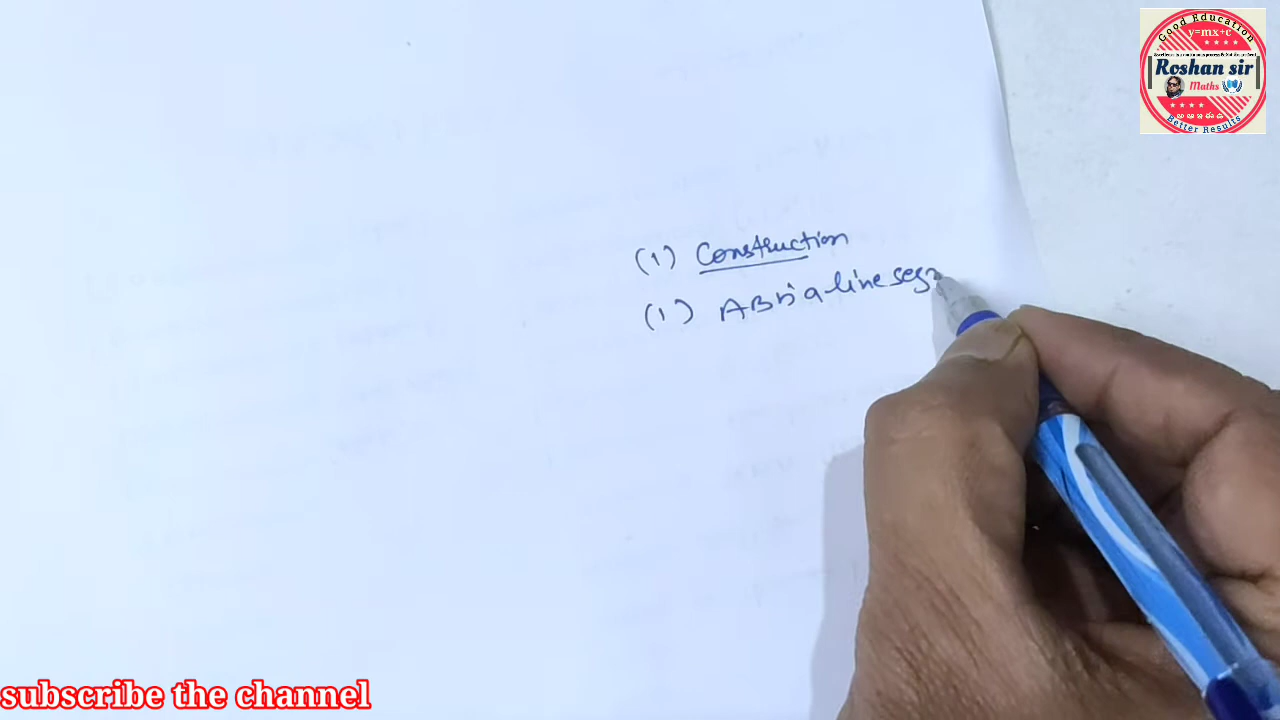 Good Education
y=mx+c
Roshan sir
Maths
Better Results
(1) Construction
(1) AB is a line seg
subscribe the channel